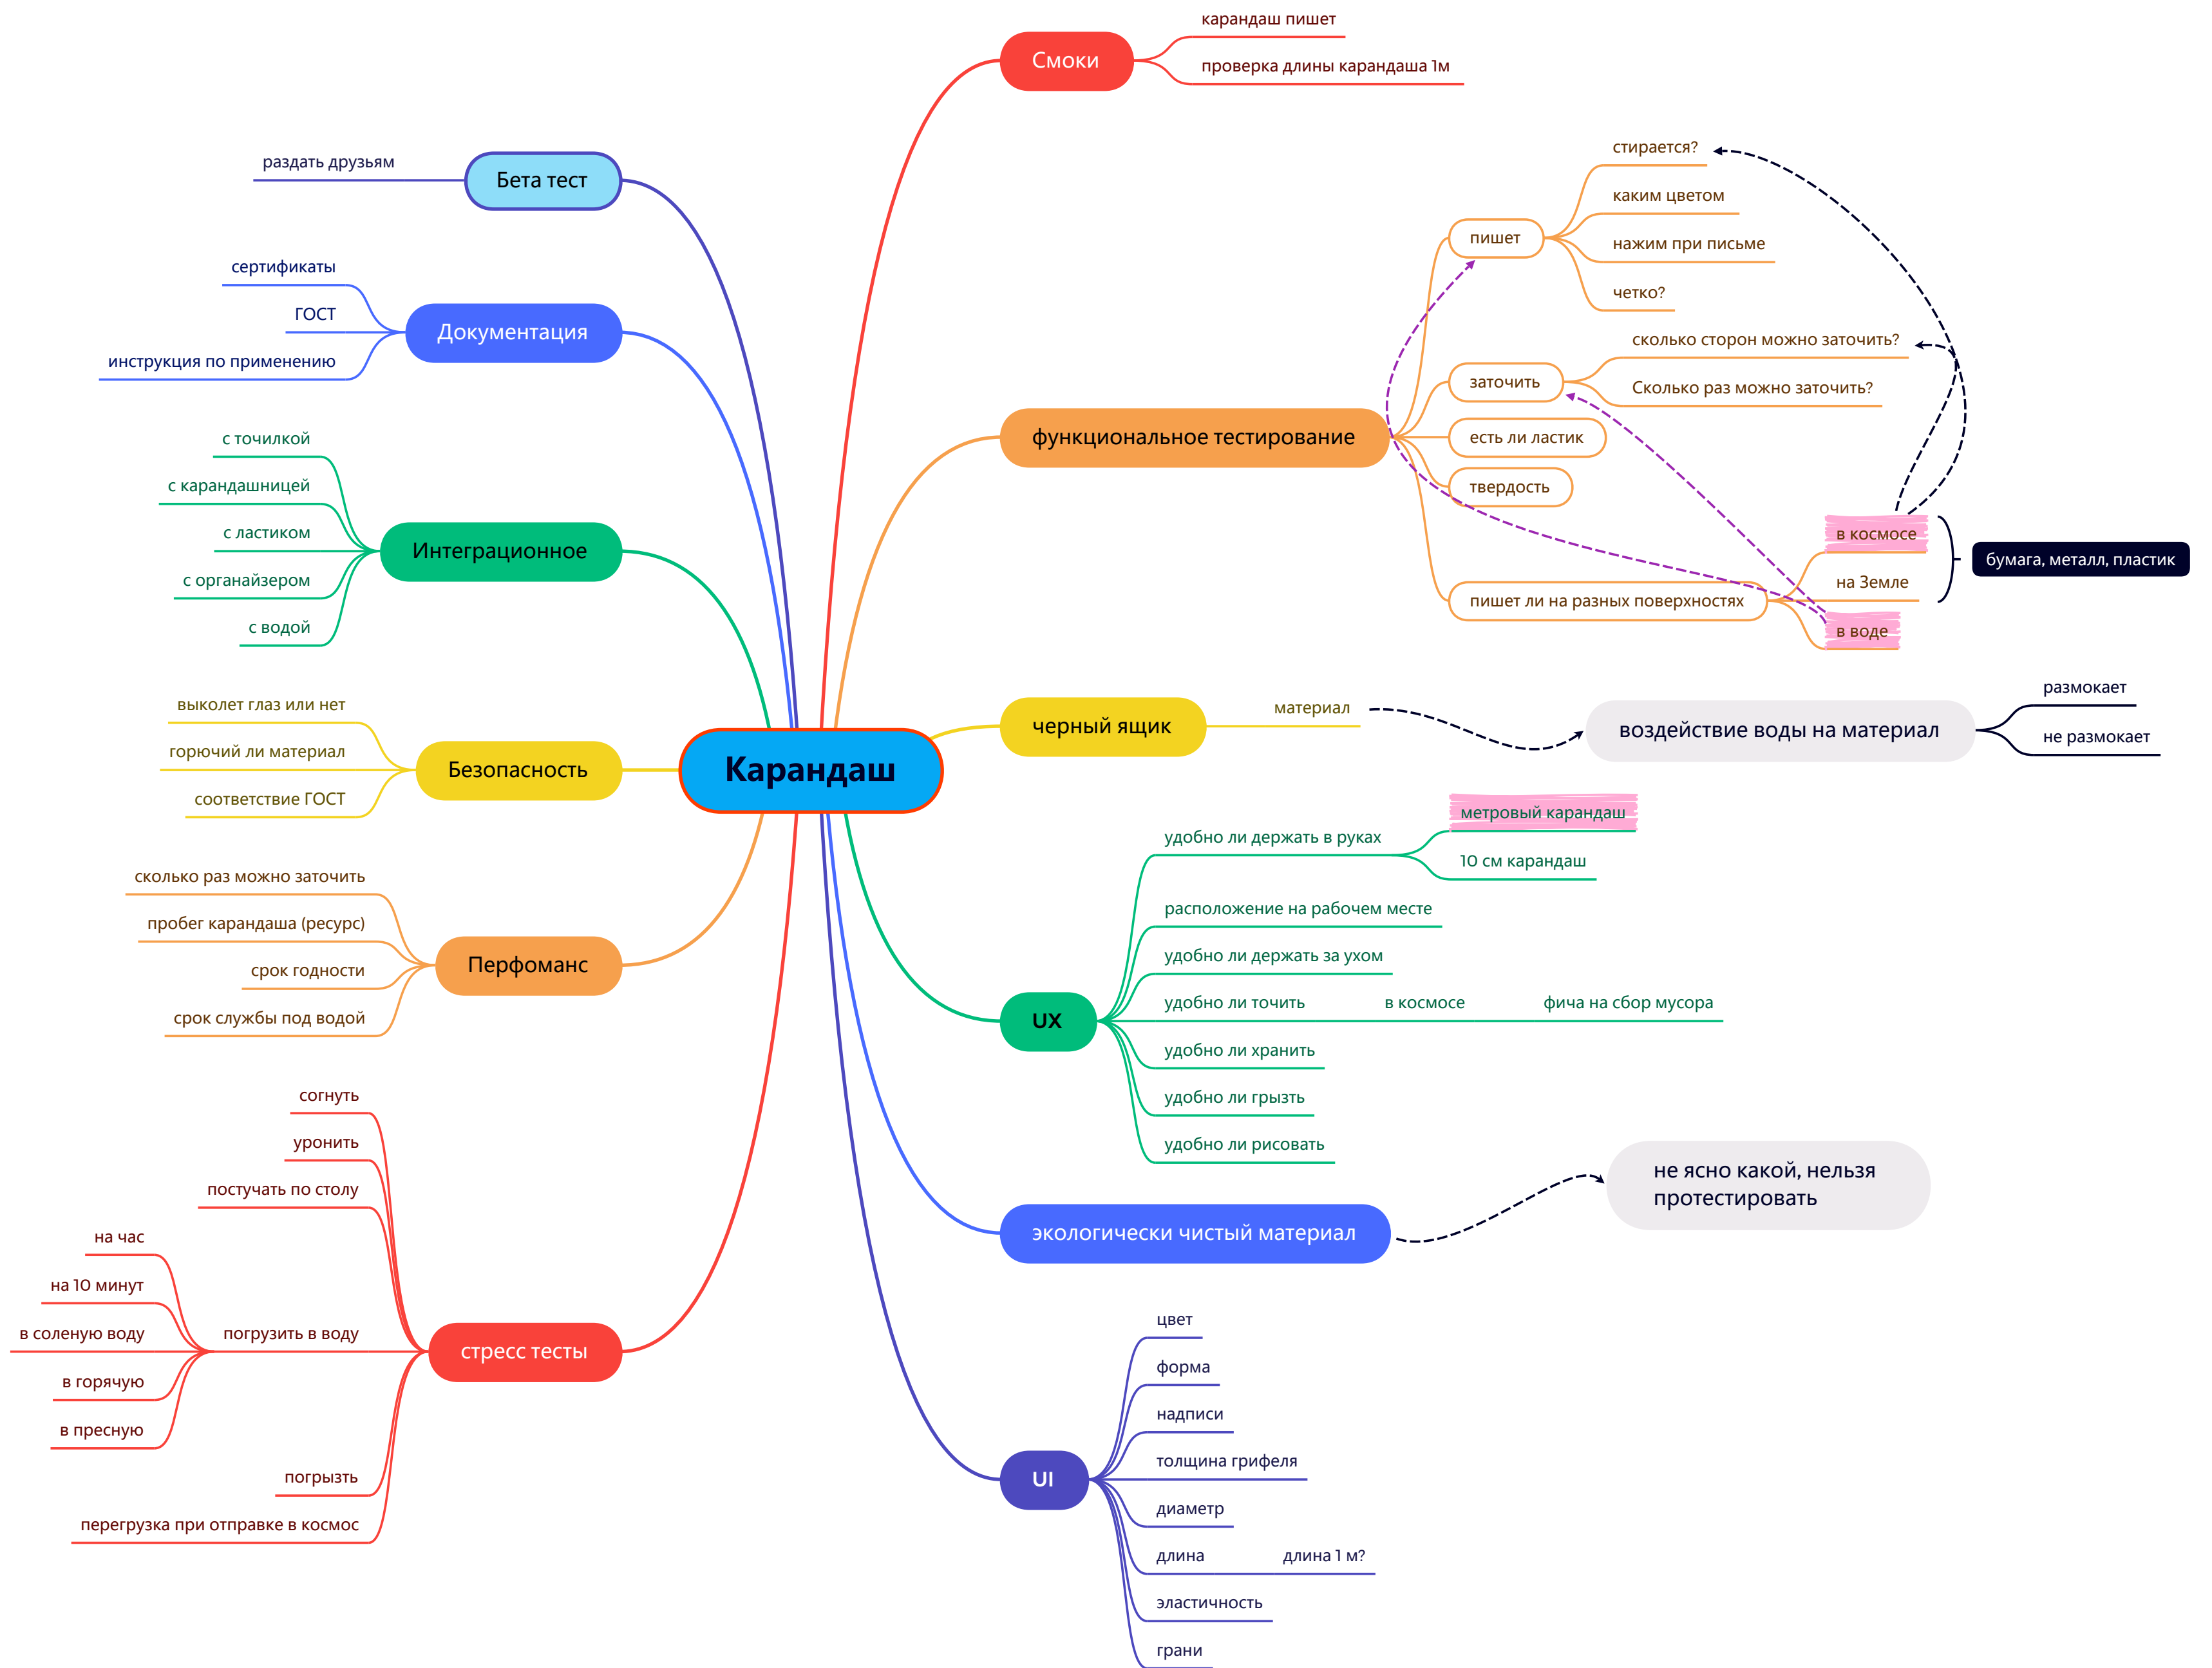 Карандаш
Смоки
карандаш пишет
проверка длины карандаша 1м
функциональное тестирование
пишет
стирается?
каким цветом
нажим при письме
четко?
заточить
сколько сторон можно заточить?
Сколько раз можно заточить?
есть ли ластик
твердость
пишет ли на разных поверхностях
в космосе
на Земле
в воде
бумага, металл, пластик
черный ящик
материал
воздействие воды на материал
размокает
не размокает
UX
удобно ли держать в руках
метровый карандаш
10 см карандаш
расположение на рабочем месте
удобно ли держать за ухом
удобно ли точить
в космосе
фича на сбор мусора
удобно ли хранить
удобно ли грызть
удобно ли рисовать
экологически чистый материал
не ясно какой, нельзя
протестировать
UI
цвет
форма
надписи
толщина грифеля
диаметр
длина
длина 1 м?
эластичность
грани
Бета тест
раздать друзьям
Документация
сертификаты
ГОСТ
инструкция по применению
Интеграционное
с точилкой
с карандашницей
с ластиком
с органайзером
с водой
Безопасность
выколет глаз или нет
горючий ли материал
соответствие ГОСТ
Перфоманс
сколько раз можно заточить
пробег карандаша (ресурс)
срок годности
срок службы под водой
стресс тесты
согнуть
уронить
постучать по столу
погрузить в воду
на час
на 10 минут
в соленую воду
в горячую
в пресную
погрызть
перегрузка при отправке в космос